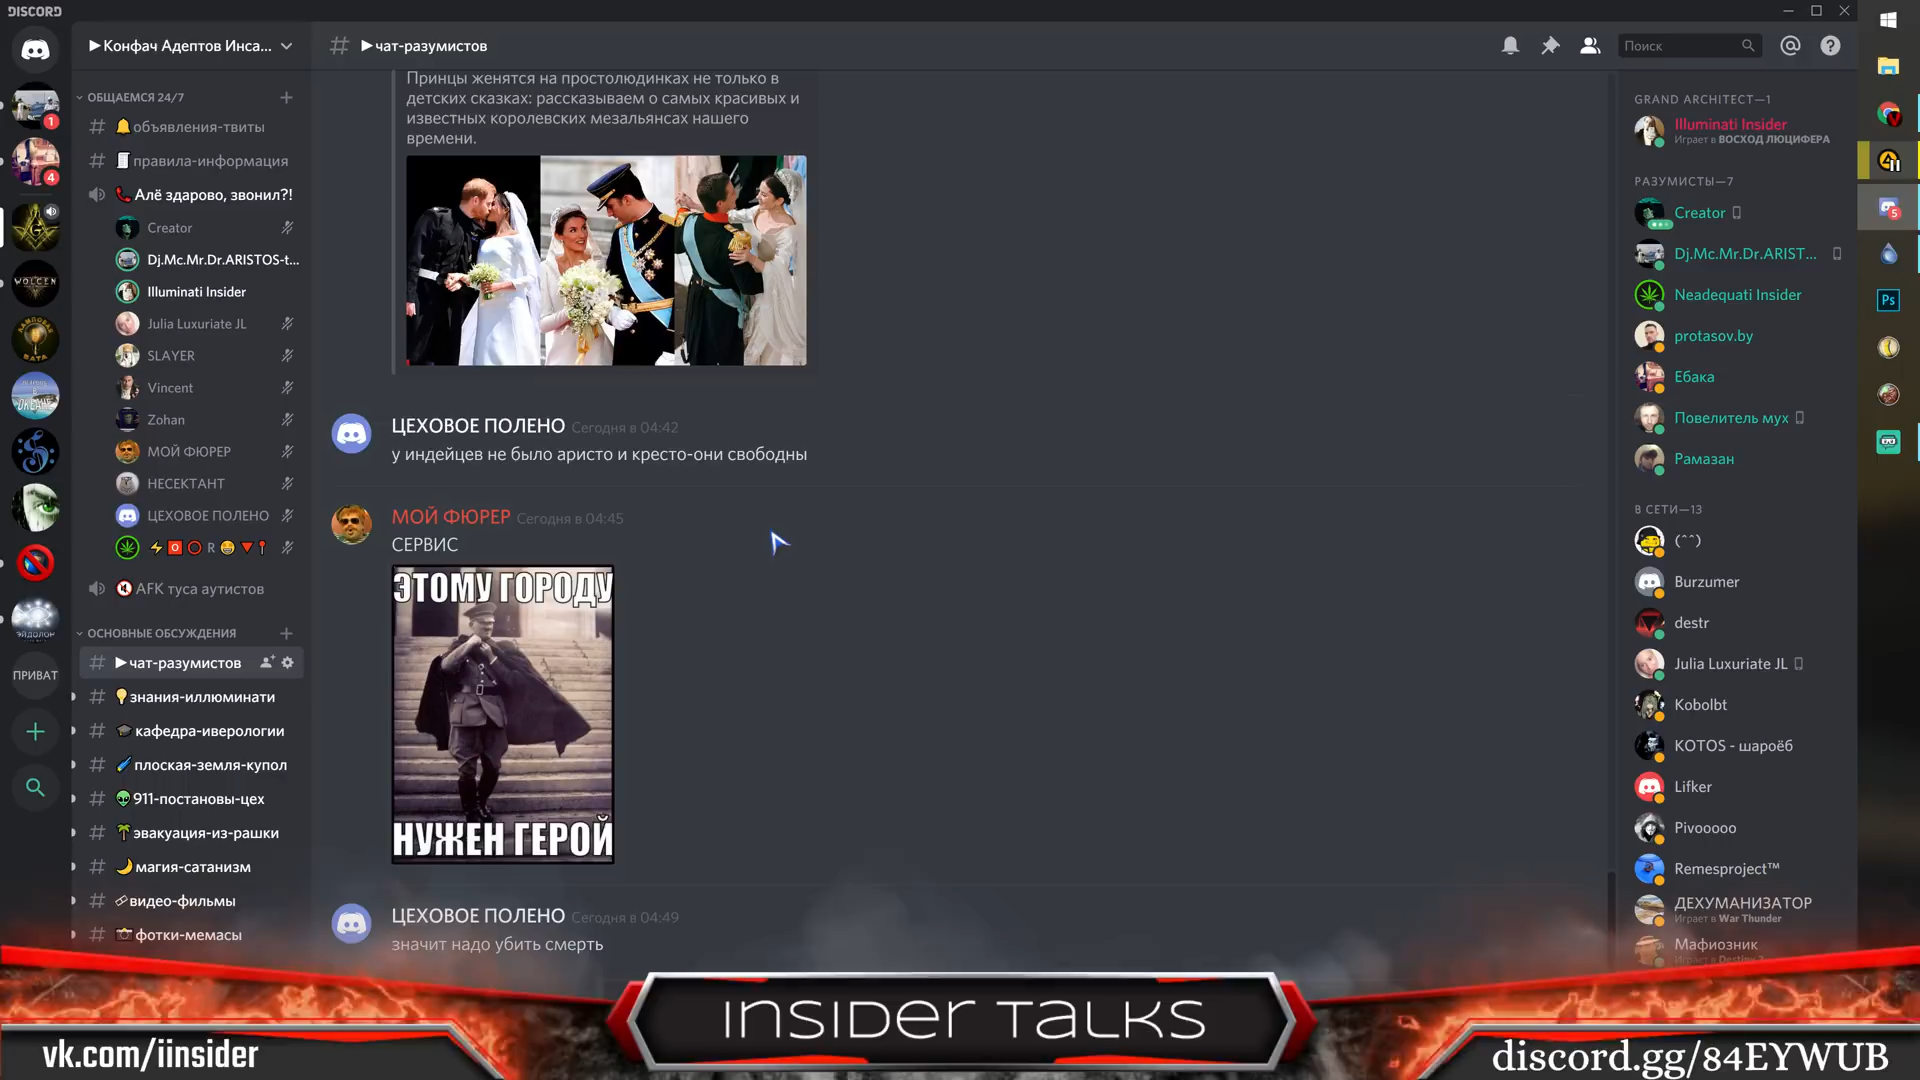 DISCORD
▶Конфач Адептов Инса...
ОБЩАЕМСЯ 24/7
объявления-твиты
правила-информация
Алё здарово, звонил?!
Creator
Dj.Mc.Mr.Dr.ARISTOS-t...
Illuminati Insider
Julia Luxuriate JL
SLAYER
Vincent
Zohan
МОЙ ФЮРЕР
НЕСЕКТАНТ
ЦЕХОВОЕ ПОЛЕНО
⚡🅾⭕R😄🔻📍
AFK туса аутистов
ОСНОВНЫЕ ОБСУЖДЕНИЯ
▶чат-разумистов
знания-иллюминати
кафедра-иверологии
плоская-земля-купол
911-постановы-цех
эвакуация-из-рашки
магия-сатанизм
видео-фильмы
фотки-мемасы
WOLCEN
ПРИВАТ
1
4
# ▶чат-разумистов
Поиск
Принцы женятся на простолюдинках не только в
детских сказках: рассказываем о самых красивых и
известных королевских мезальянсах нашего
времени.
ЦЕХОВОЕ ПОЛЕНО Сегодня в 04:42
у индейцев не было аристо и кресто-они свободны
МОЙ ФЮРЕР Сегодня в 04:45
СЕРВИС
ЭТОМУ ГОРОДУ
НУЖЕН ГЕРОЙ
ЦЕХОВОЕ ПОЛЕНО Сегодня в 04:49
значит надо убить смерть
GRAND ARCHITECT—1
Illuminati Insider
Играет в ВОСХОД ЛЮЦИФЕРА
РАЗУМИСТЫ—7
Creator
Dj.Mc.Mr.Dr.ARIST...
Neadequati Insider
protasov.by
Ебака
Повелитель мух
Рамазан
В СЕТИ—13
(^^)
Burzumer
destr
Julia Luxuriate JL
Kobolbt
KOTOS - шароёб
Lifker
Pivooooo
Remesproject™
ДЕХУМАНИЗАТОР
Играет в War Thunder
Мафиозник
Ps
5
vk.com/iinsider
INSIDER TALKS
discord.gg/84EYWUB